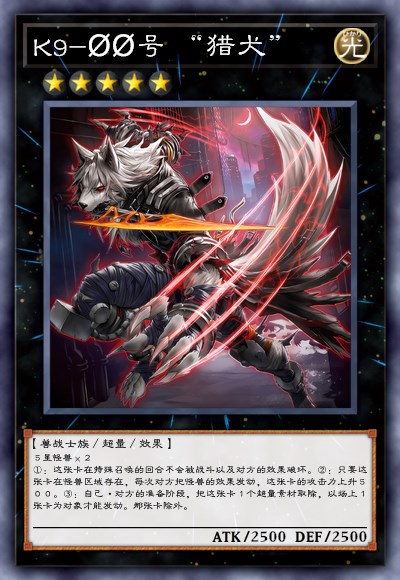 K9-ØØ号 “猎犬”
光
ひかり
【兽战士族/超量/效果】
5星怪兽×2
①:这张卡在特殊召唤的回合不会被战斗以及对方的效果破坏。②:只要这
张卡在怪兽区域存在,每次对方把怪兽的效果发动,这张卡的攻击力上升5
00。③:自己·对方的准备阶段,把这张卡1个超量素材取除,以场上1
张卡为对象才能发动。那张卡除外。
ATK/2500 DEF/2500